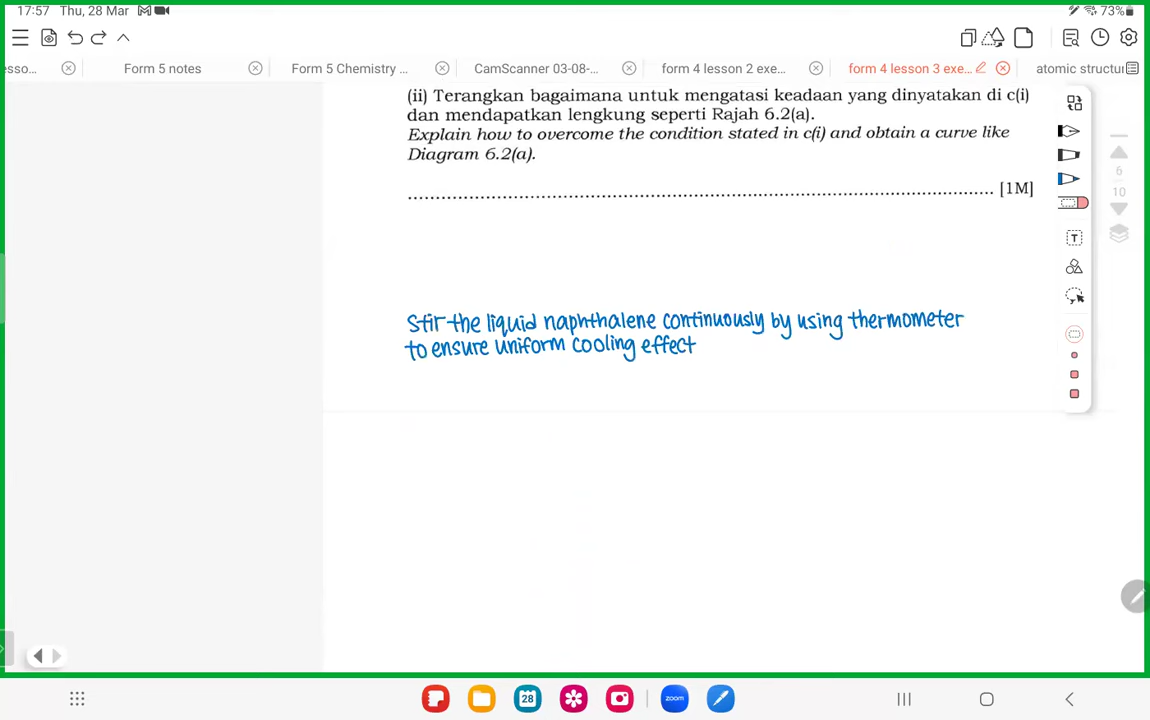 17:57 Thu, 28 Mar
73%
esso...
Form 5 notes
Form 5 Chemistry ...
CamScanner 03-08-...
form 4 lesson 2 exe...
form 4 lesson 3 exe...
atomic structu
(ii) Terangkan bagaimana untuk mengatasi keadaan yang dinyatakan di c(i)
dan mendapatkan lengkung seperti Rajah 6.2(a).
Explain how to overcome the condition stated in c(i) and obtain a curve like
Diagram 6.2(a).
.......................................................................................................... [1M]
6
10
T
Stir the liquid naphthalene continuously by using thermometer
to ensure uniform cooling effect
28
zoom